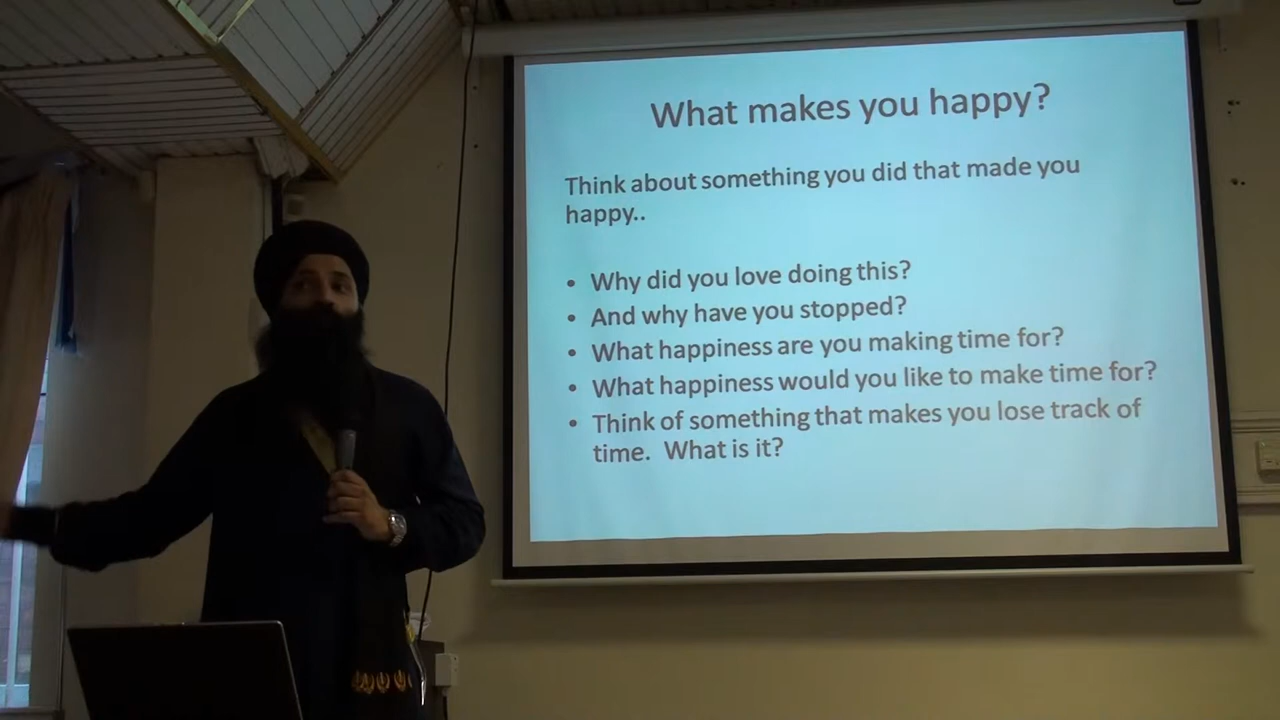 What makes you happy?
Think about something you did that made you
happy..
• Why did you love doing this?
• And why have you stopped?
• What happiness are you making time for?
• What happiness would you like to make time for?
• Think of something that makes you lose track of
time.  What is it?